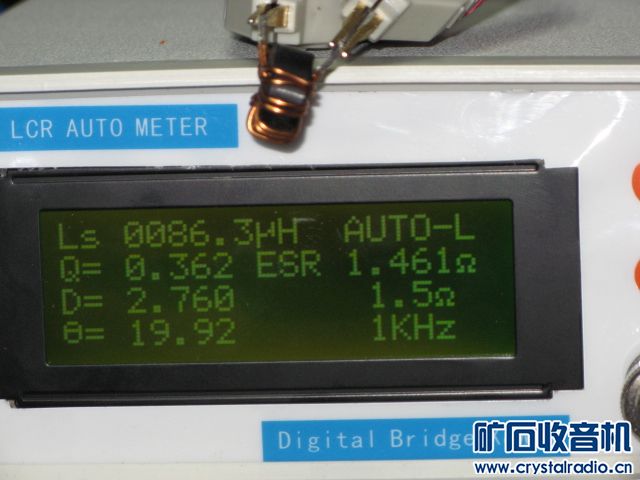 LCR AUTO METER
Ls 0086.3µH AUTO-L
Q= 0.362 ESR 1.461Ω
D= 2.760 1.5Ω
θ= 19.92 1KHz
Digital Bridge
矿石收音机
www.crystalradio.cn